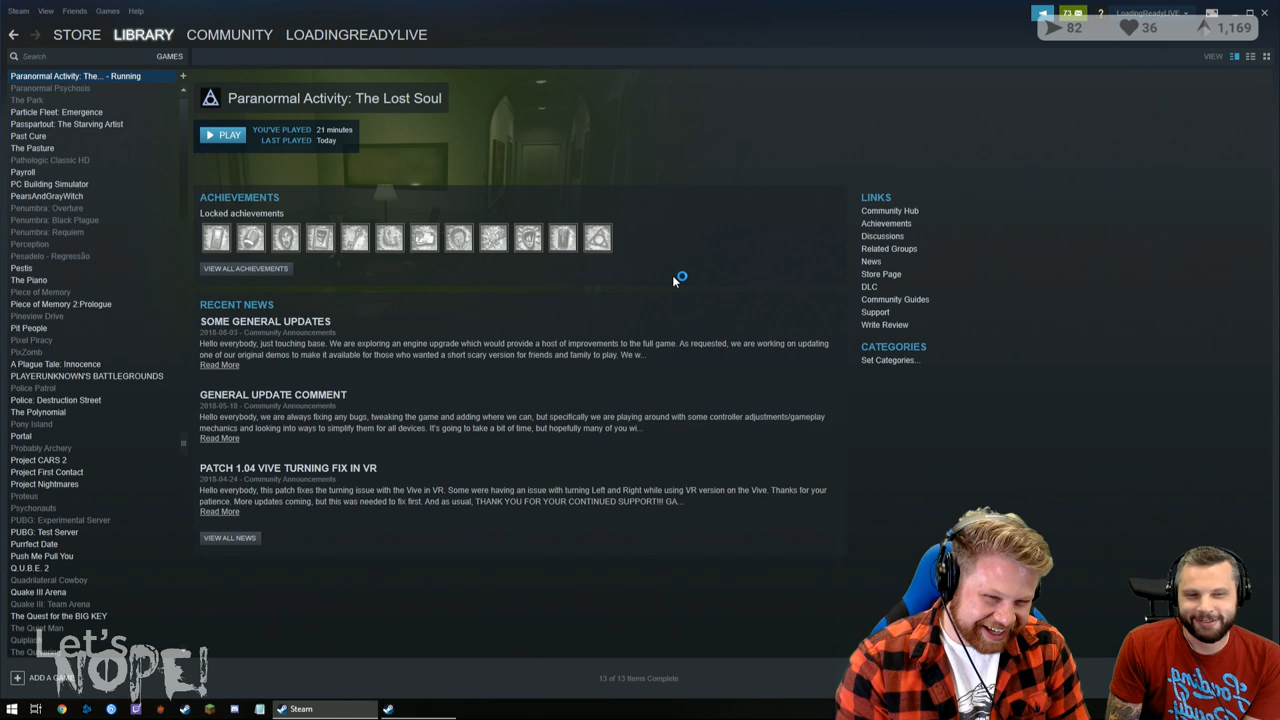 Steam View Friends Games Help
73 ? LoadingReadyLIVE
82 36 1,169
STORE LIBRARY COMMUNITY LOADINGREADYLIVE
Search GAMES VIEW
Paranormal Activity: The... - Running +
Paranormal Psychosis
The Park
Particle Fleet: Emergence
Passpartout: The Starving Artist
Past Cure
The Pasture
Pathologic Classic HD
Payroll
PC Building Simulator
PearsAndGrayWitch
Penumbra: Overture
Penumbra: Black Plague
Penumbra: Requiem
Perception
Pesadelo - Regressão
Pestis
The Piano
Piece of Memory
Piece of Memory 2:Prologue
Pineview Drive
Pit People
Pixel Piracy
PixZomb
A Plague Tale: Innocence
PLAYERUNKNOWN'S BATTLEGROUNDS
Police Patrol
Police: Destruction Street
The Polynomial
Pony Island
Portal
Probably Archery
Project CARS 2
Project First Contact
Project Nightmares
Proteus
Psychonauts
PUBG: Experimental Server
PUBG: Test Server
Purrfect Date
Push Me Pull You
Q.U.B.E. 2
Quadrilateral Cowboy
Quake III Arena
Quake III: Team Arena
The Quest for the BIG KEY
The Quiet Man
Quiplash
Let's
NOPE!
+ ADD A GAME
Paranormal Activity: The Lost Soul
PLAY YOU'VE PLAYED 21 minutes
LAST PLAYED Today
ACHIEVEMENTS
Locked achievements
VIEW ALL ACHIEVEMENTS
RECENT NEWS
SOME GENERAL UPDATES
2018-08-03 - Community Announcements
Hello everybody, just touching base. We are exploring an engine upgrade which would provide a host of improvements to the full game. As requested, we are working on updating
one of our original demos to make it available for those who wanted a short scary version for friends and family to play. We w...
Read More
GENERAL UPDATE COMMENT
2018-05-10 - Community Announcements
Hello everybody, we are always fixing any bugs, tweaking the game and adding where we can, but specifically we are playing around with some controller adjustments/gameplay
mechanics and looking into ways to simplify them for all devices. It's going to take a bit of time, but hopefully many of you wi...
Read More
PATCH 1.04 VIVE TURNING FIX IN VR
2018-04-24 - Community Announcements
Hello everybody, this patch fixes the turning issue with the Vive in VR. Some were having an issue with turning Left and Right while using VR version on the Vive. Thanks for your
patience. More updates coming, but this was needed to fix first. And as usual, THANK YOU FOR YOUR CONTINUED SUPPORT!!! GA...
Read More
VIEW ALL NEWS
LINKS
Community Hub
Achievements
Discussions
Related Groups
News
Store Page
DLC
Community Guides
Support
Write Review
CATEGORIES
Set Categories...
13 of 13 Items Complete
Steam